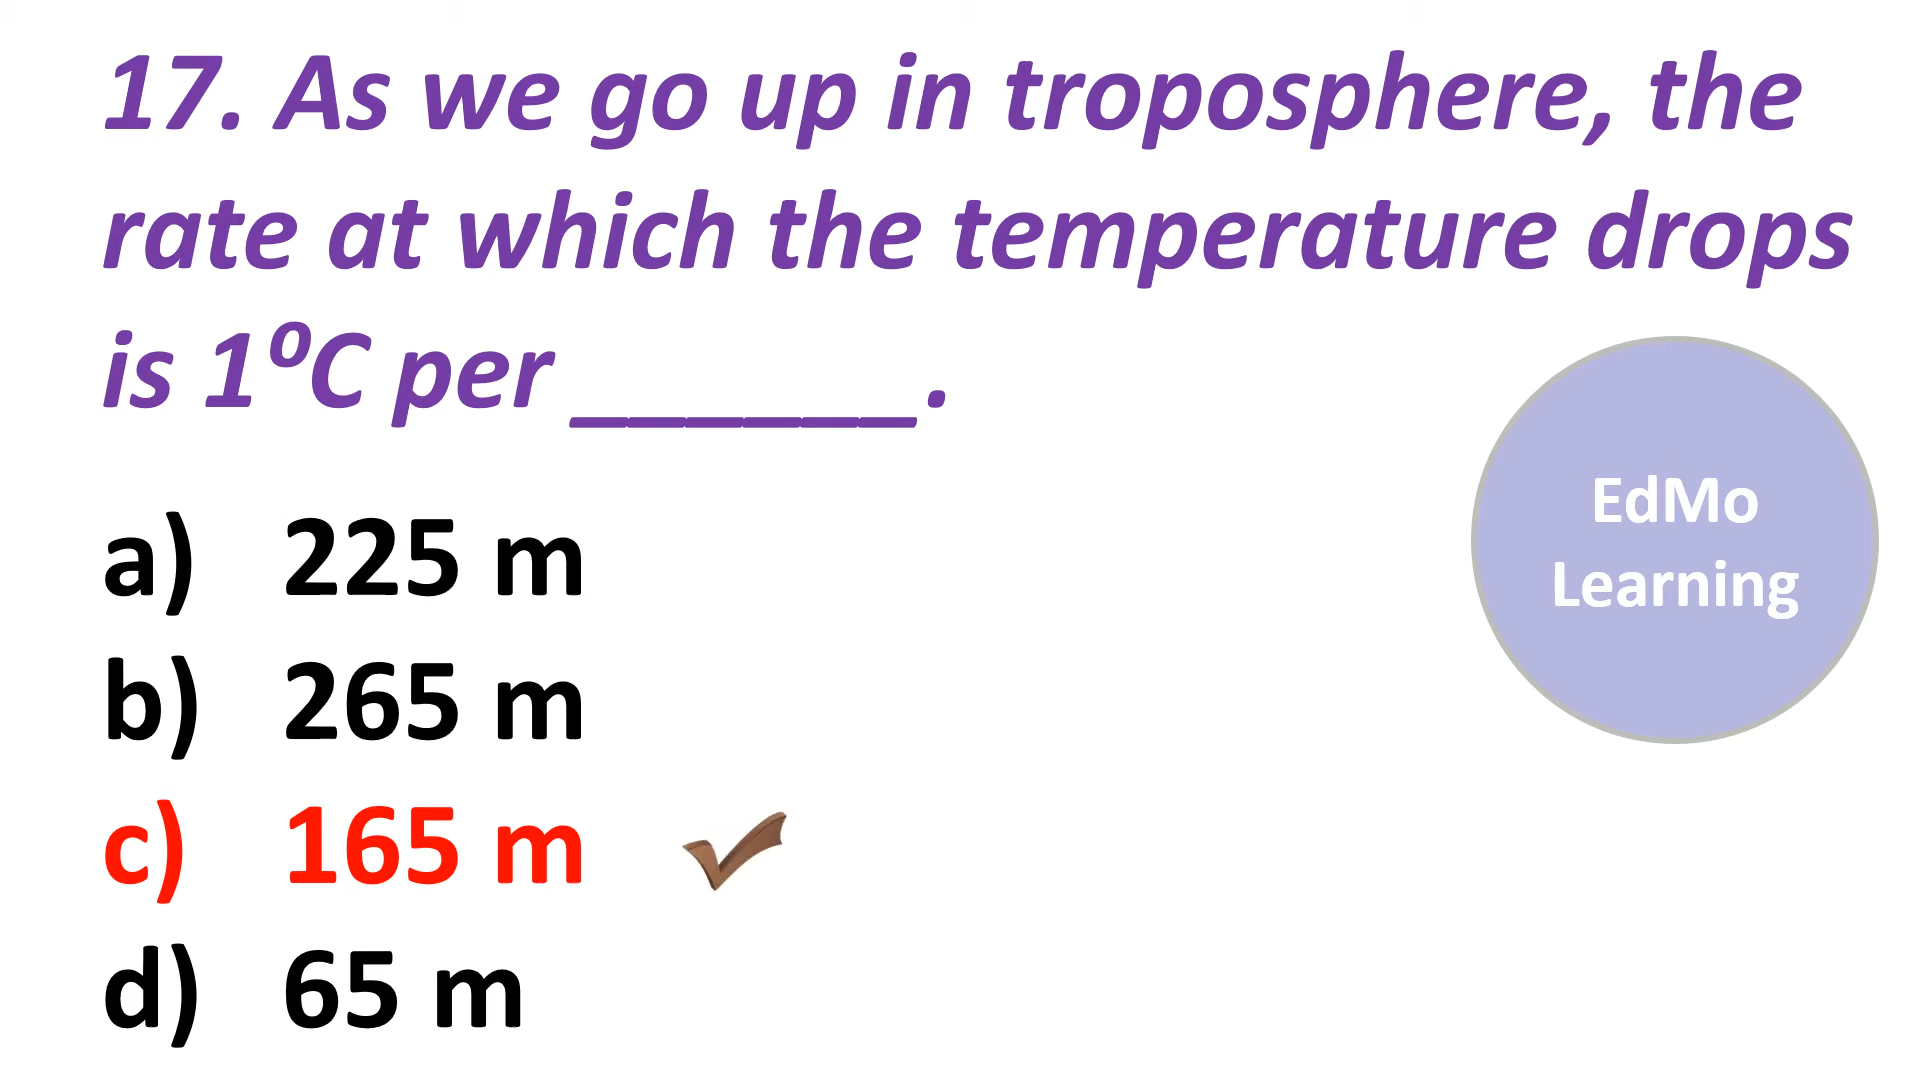 17. As we go up in troposphere, the
rate at which the temperature drops
is 1⁰C per ______.
a) 225 m
b) 265 m
c) 165 m
d) 65 m
EdMo
Learning